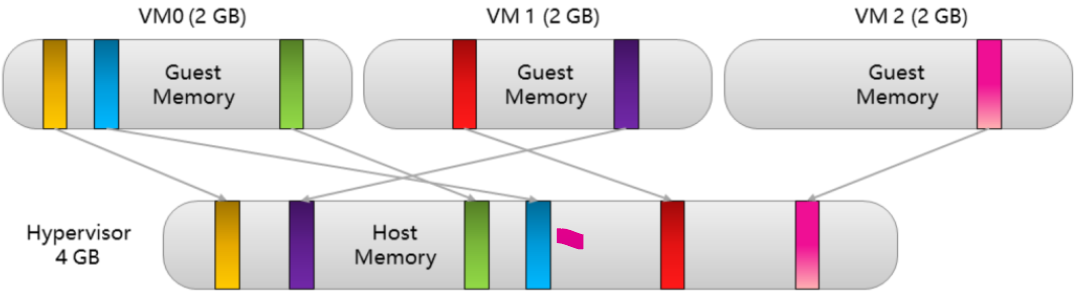 VM0 (2 GB)
VM 1 (2 GB)
VM 2 (2 GB)
Guest
Memory
Guest
Memory
Guest
Memory
Hypervisor
4 GB
Host
Memory